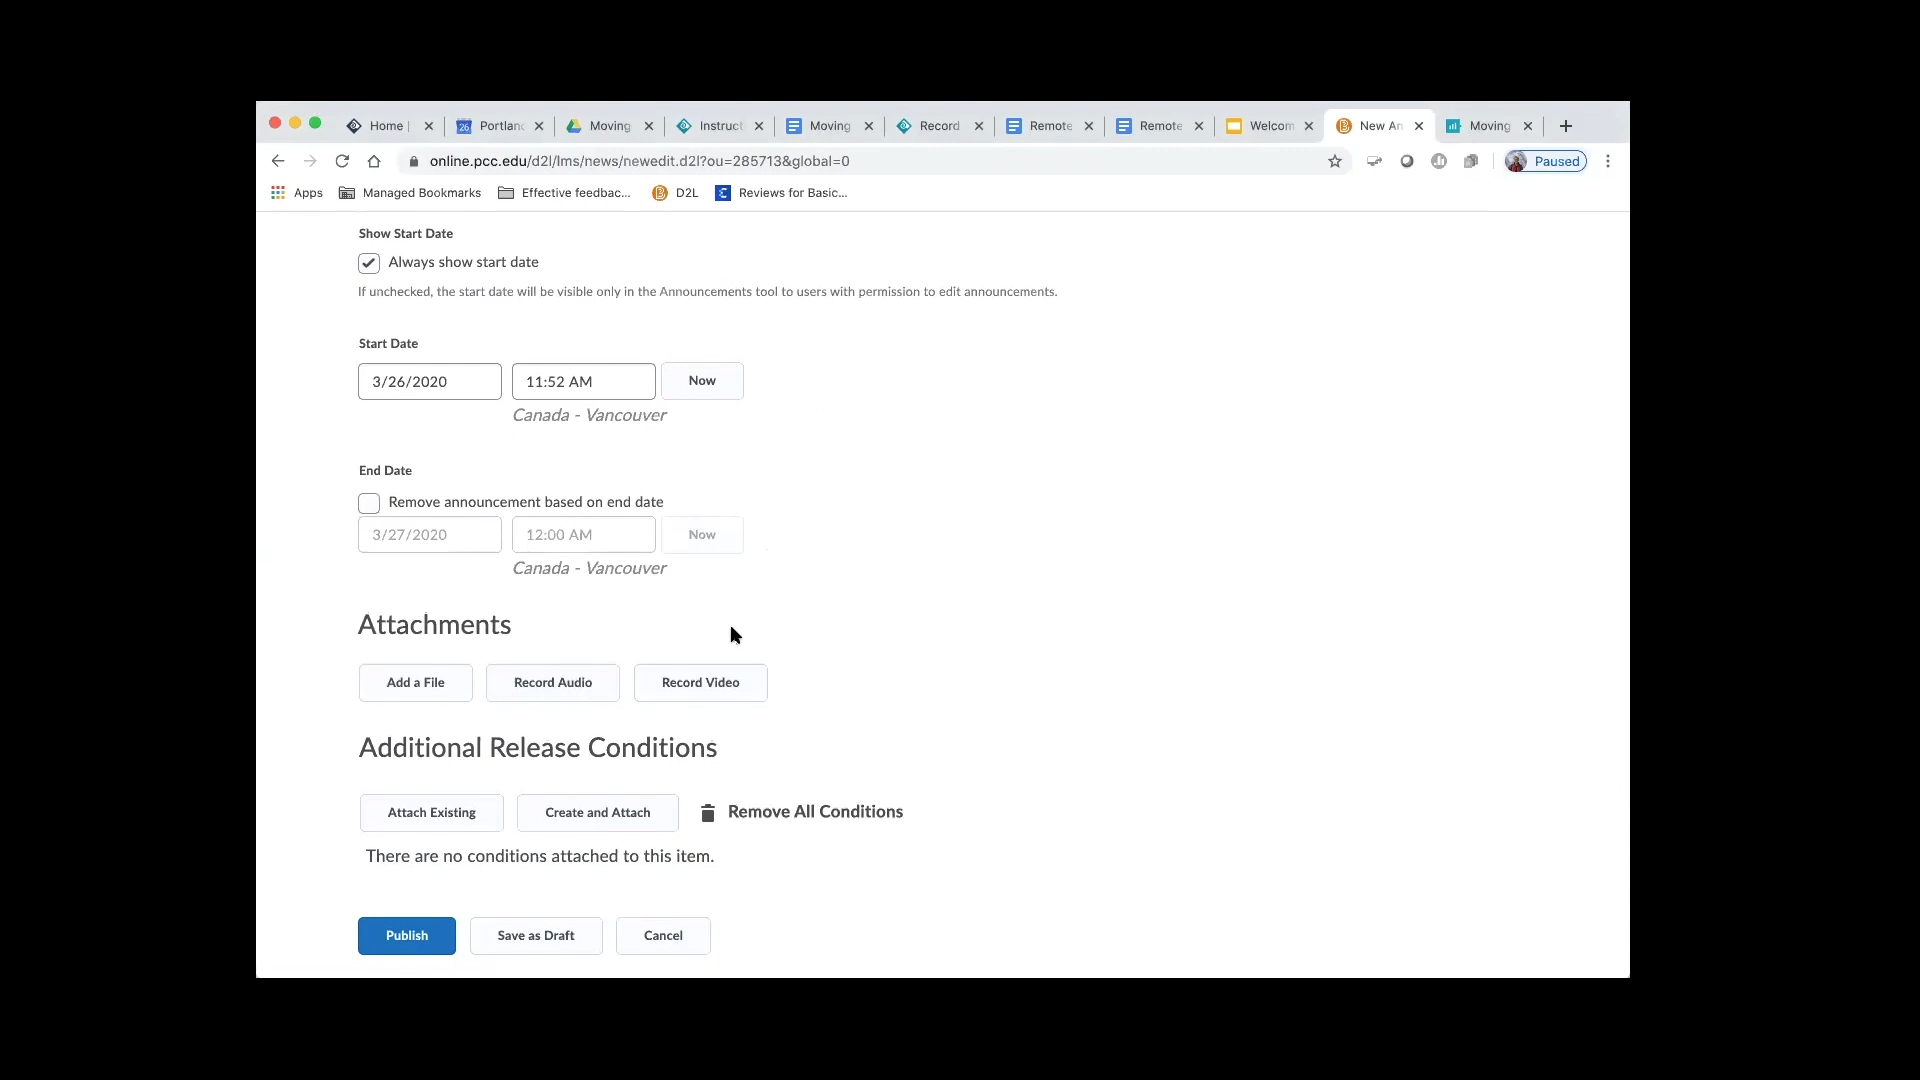 Home
26 Portlanc
Moving
Instruct
Moving
Record
Remote
Remote
Welcom
New An
Moving
online.pcc.edu/d2l/lms/news/newedit.d2l?ou=285713&global=0
Paused
Apps
Managed Bookmarks
Effective feedbac...
D2L
Reviews for Basic...
Show Start Date
Always show start date
If unchecked, the start date will be visible only in the Announcements tool to users with permission to edit announcements.
Start Date
3/26/2020 11:52 AM Now
Canada - Vancouver
End Date
Remove announcement based on end date
3/27/2020 12:00 AM Now
Canada - Vancouver
Attachments
Add a File Record Audio Record Video
Additional Release Conditions
Attach Existing Create and Attach Remove All Conditions
There are no conditions attached to this item.
Publish Save as Draft Cancel